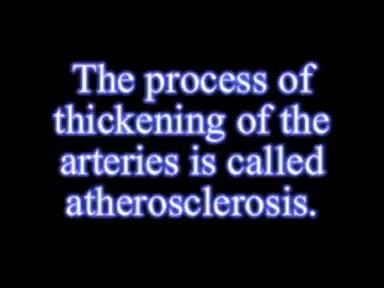 The process of
thickening of the
arteries is called
atherosclerosis.